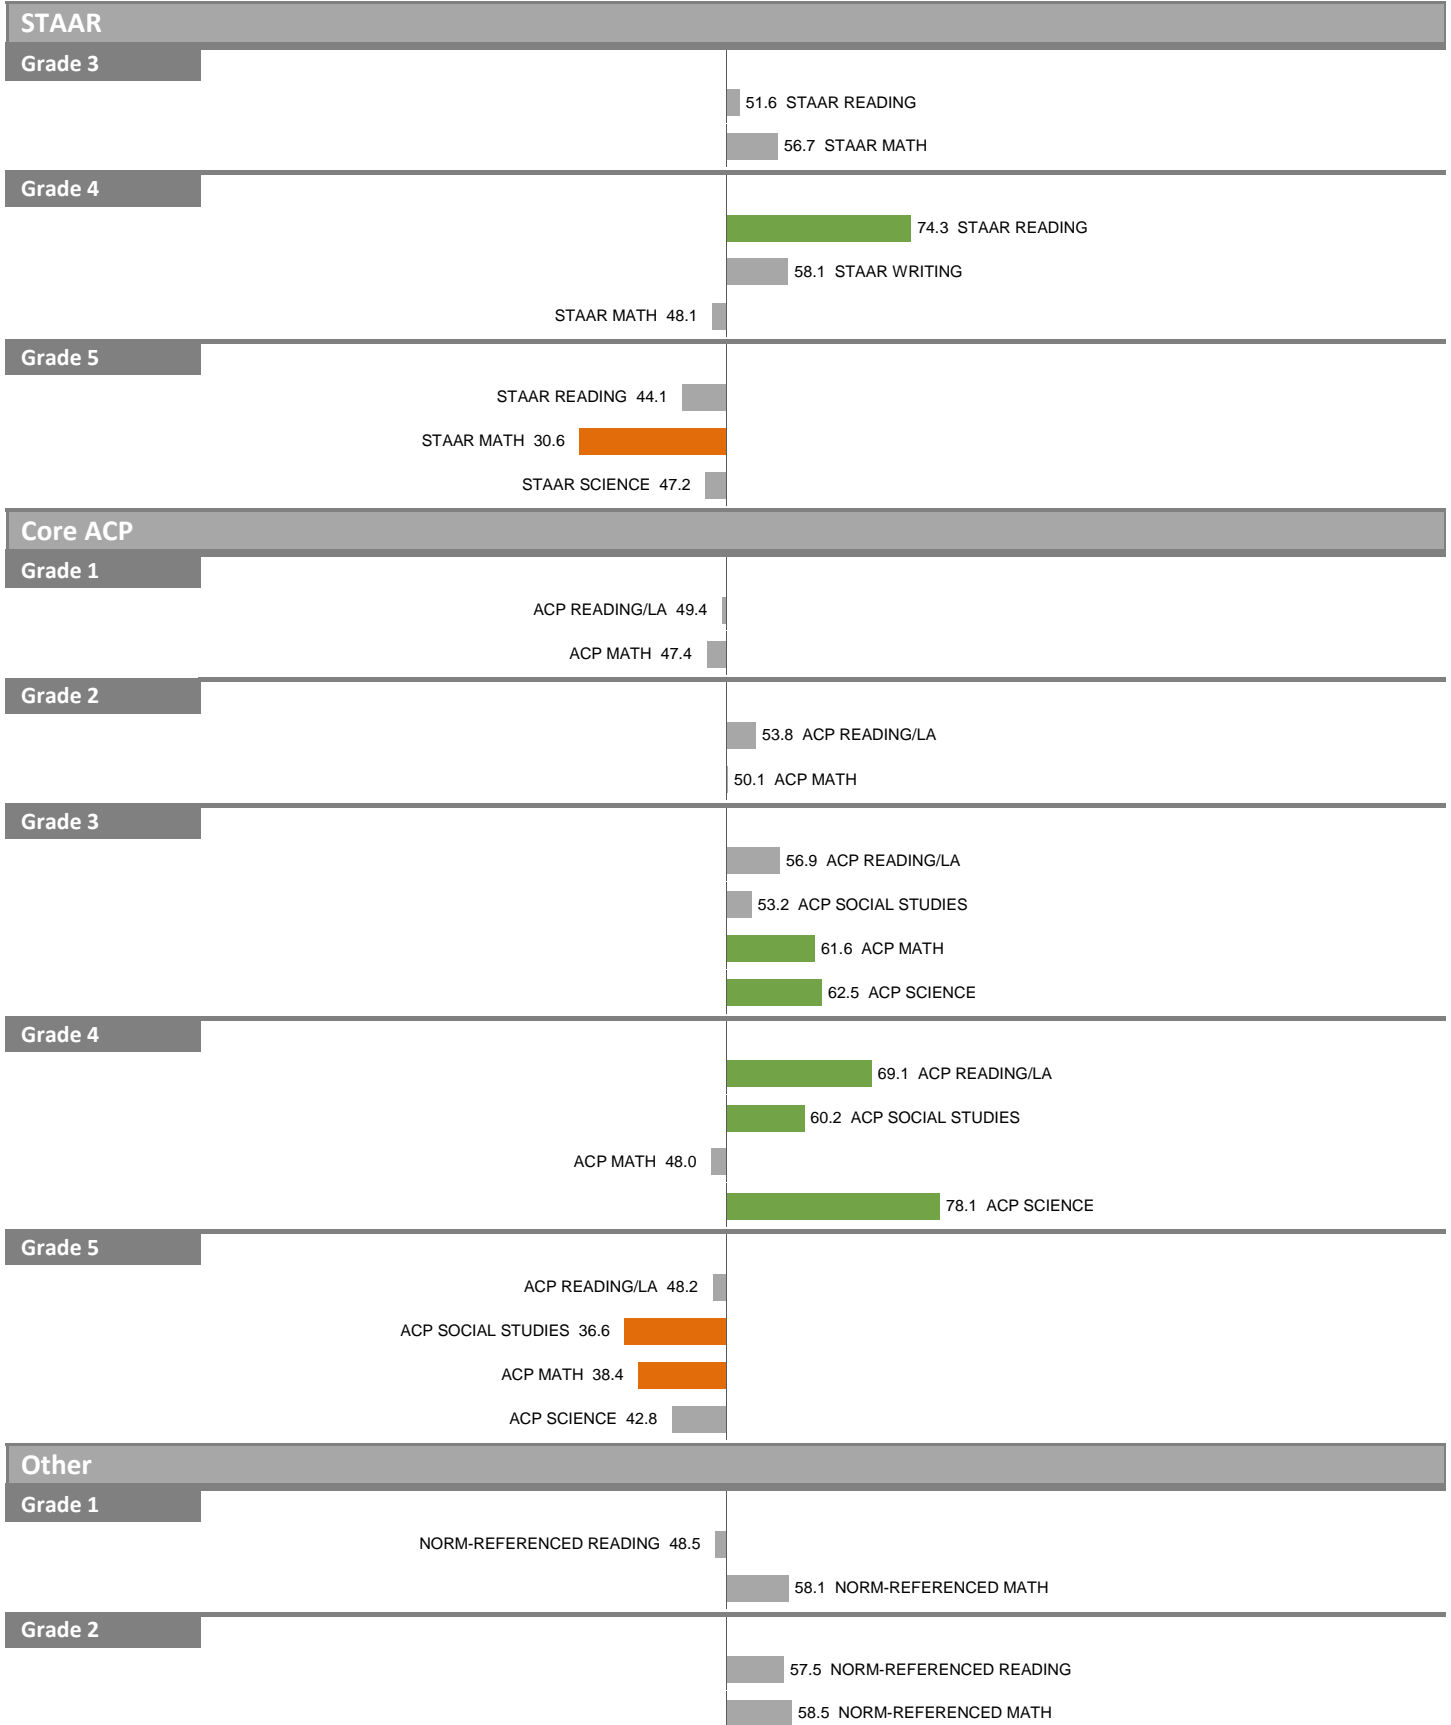 STAAR
Grade 3
51.6 STAAR READING
56.7 STAAR MATH
Grade 4
74.3 STAAR READING
58.1 STAAR WRITING
STAAR MATH 48.1
Grade 5
STAAR READING 44.1
STAAR MATH 30.6
STAAR SCIENCE 47.2
Core ACP
Grade 1
ACP READING/LA 49.4
ACP MATH 47.4
Grade 2
53.8 ACP READING/LA
50.1 ACP MATH
Grade 3
56.9 ACP READING/LA
53.2 ACP SOCIAL STUDIES
61.6 ACP MATH
62.5 ACP SCIENCE
Grade 4
69.1 ACP READING/LA
60.2 ACP SOCIAL STUDIES
ACP MATH 48.0
78.1 ACP SCIENCE
Grade 5
ACP READING/LA 48.2
ACP SOCIAL STUDIES 36.6
ACP MATH 38.4
ACP SCIENCE 42.8
Other
Grade 1
NORM-REFERENCED READING 48.5
58.1 NORM-REFERENCED MATH
Grade 2
57.5 NORM-REFERENCED READING
58.5 NORM-REFERENCED MATH